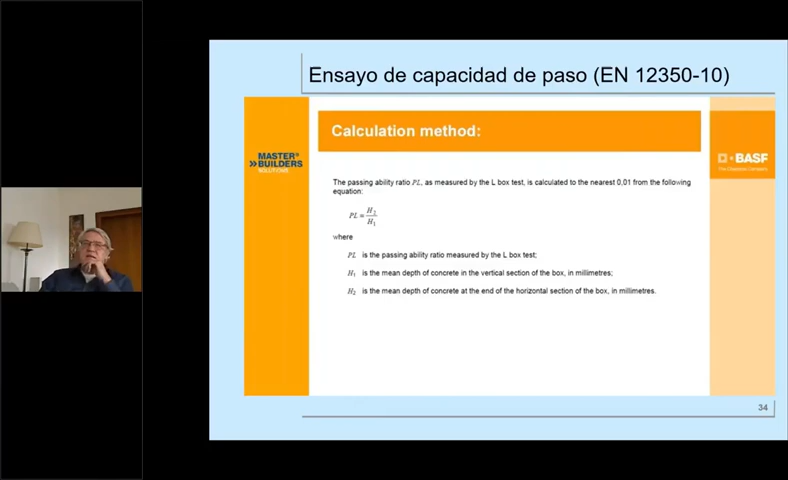 Ensayo de capacidad de paso (EN 12350-10)
Calculation method:
MASTER®
BUILDERS
SOLUTIONS
BASF
The Chemical Company
The passing ability ratio PL, as measured by the L box test, is calculated to the nearest 0,01 from the following
equation:
PL = H2 / H1
where
PL is the passing ability ratio measured by the L box test;
H1 is the mean depth of concrete in the vertical section of the box, in millimetres;
H2 is the mean depth of concrete at the end of the horizontal section of the box, in millimetres.
34